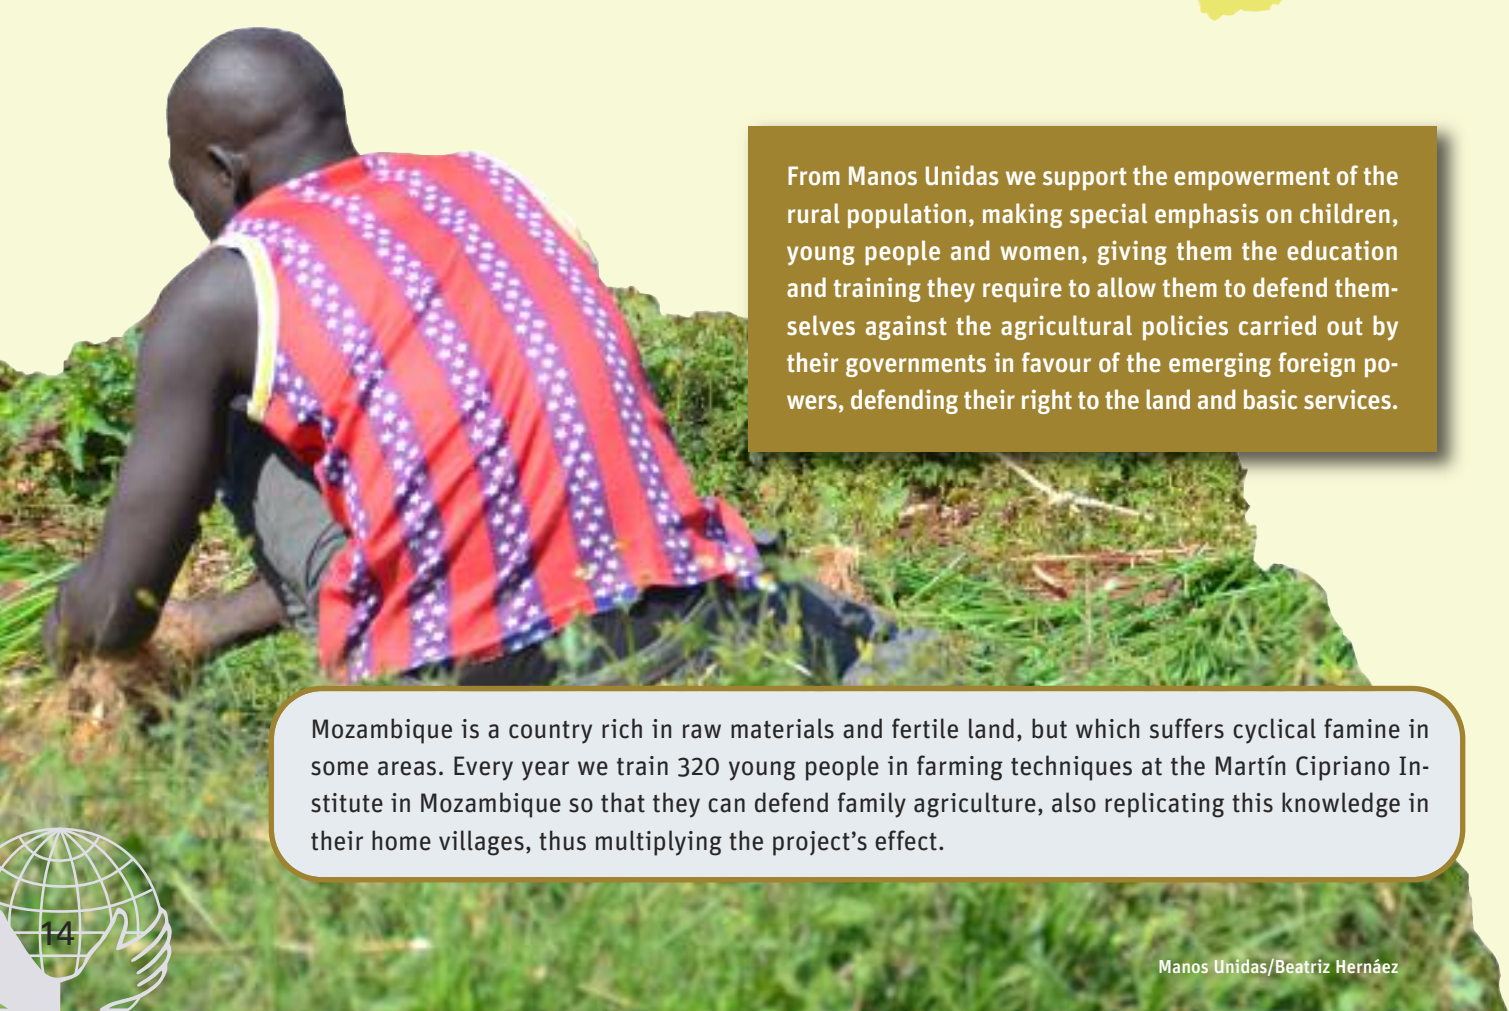 From Manos Unidas we support the empowerment of the
rural population, making special emphasis on children,
young people and women, giving them the education
and training they require to allow them to defend them-
selves against the agricultural policies carried out by
their governments in favour of the emerging foreign po-
wers, defending their right to the land and basic services.
Mozambique is a country rich in raw materials and fertile land, but which suffers cyclical famine in
some areas. Every year we train 320 young people in farming techniques at the Martín Cipriano In-
stitute in Mozambique so that they can defend family agriculture, also replicating this knowledge in
their home villages, thus multiplying the project’s effect.
14
Manos Unidas/Beatriz Hernáez